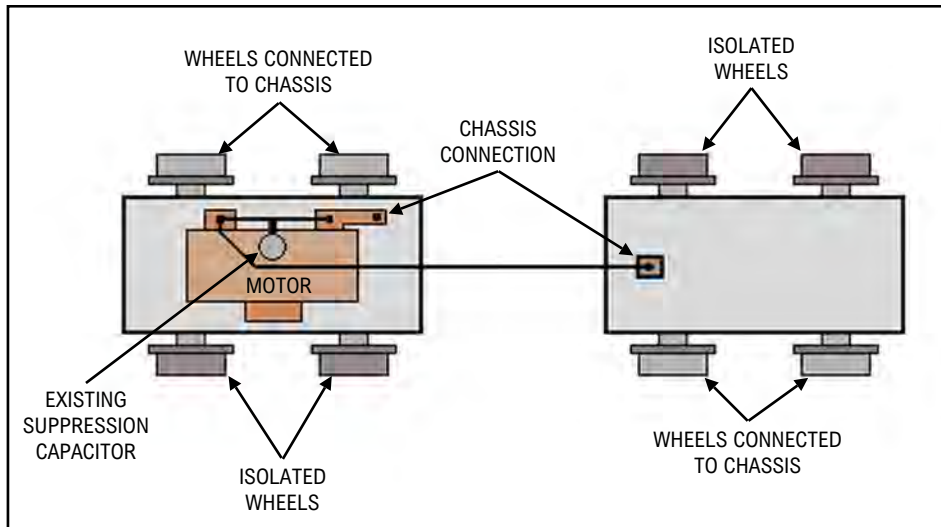 WHEELS CONNECTED
TO CHASSIS
ISOLATED
WHEELS
CHASSIS
CONNECTION
MOTOR
EXISTING
SUPPRESSION
CAPACITOR
ISOLATED
WHEELS
WHEELS CONNECTED
TO CHASSIS